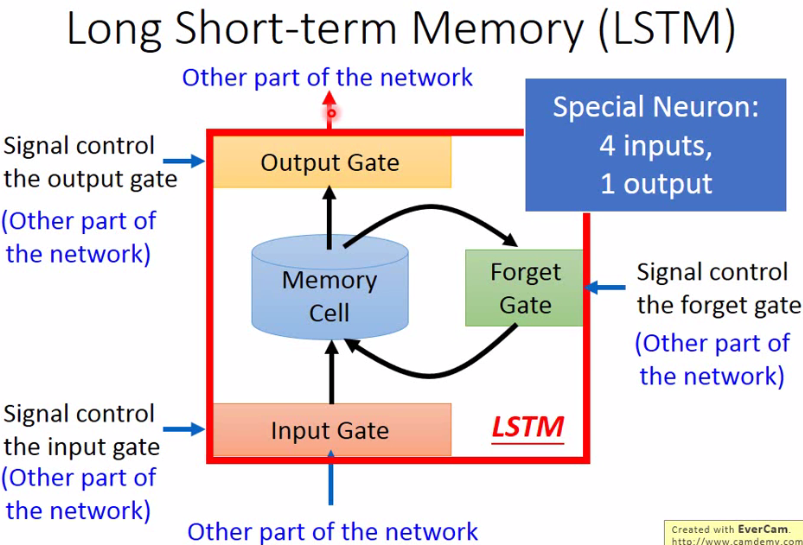 Long Short-term Memory (LSTM)
Other part of the network
Special Neuron:
4 inputs,
1 output
Signal control
the output gate
(Other part of
the network)
Output Gate
Memory
Cell
Forget
Gate
Signal control
the forget gate
(Other part of
the network)
Signal control
the input gate
(Other part of
the network)
Input Gate
LSTM
Other part of the network
Created with EverCam.
http://www.camdemy.com